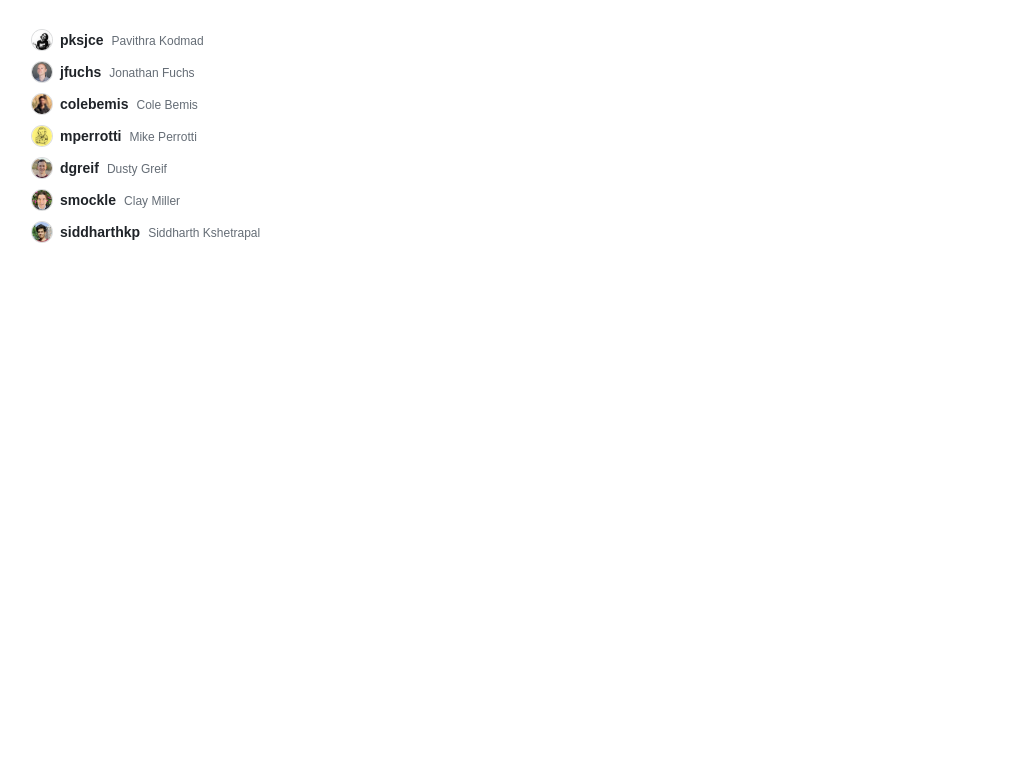 pksjce Pavithra Kodmad
jfuchs Jonathan Fuchs
colebemis Cole Bemis
mperrotti Mike Perrotti
dgreif Dusty Greif
smockle Clay Miller
siddharthkp Siddharth Kshetrapal